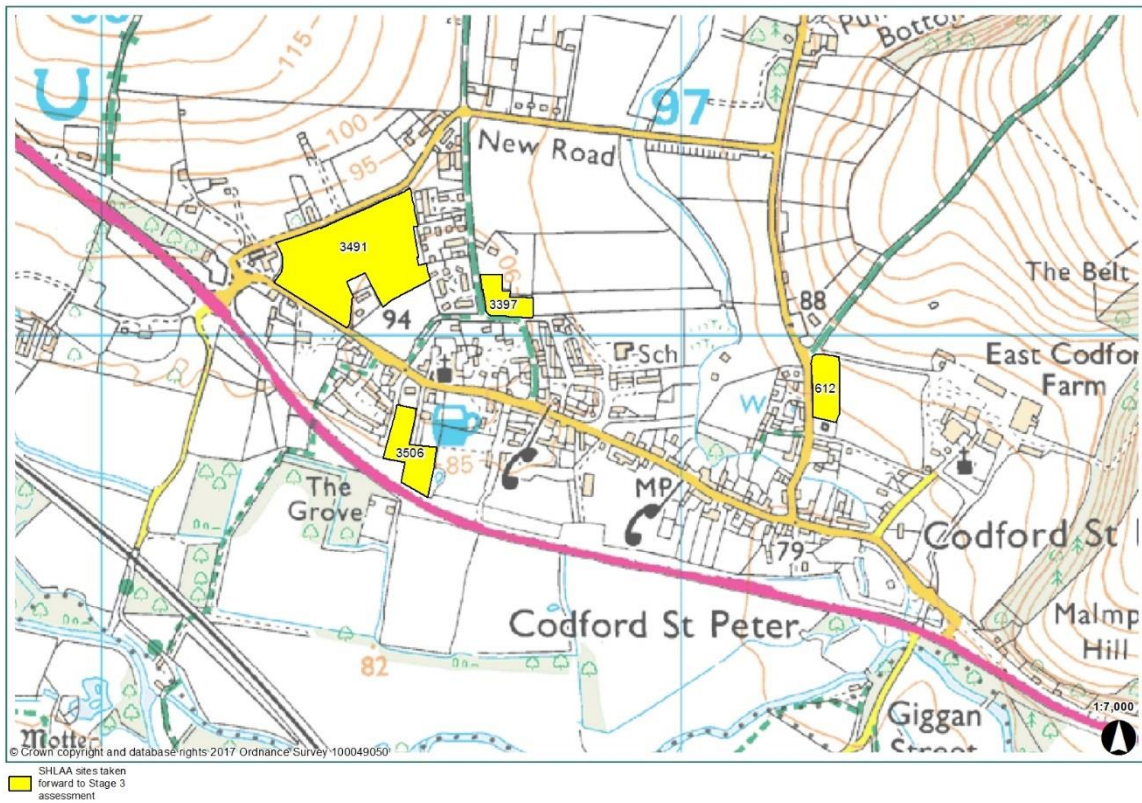 Botton
115
97
100
New Road
95
3491
90
3397
The Belt
88
94
Sch
East Codfor
Farm
612
W
3506
85
The
Grove
MP
79
Codford St
Codford St Peter
Malmp
Hill
82
1:7,000
Giggan
Street
Motte
© Crown copyright and database rights 2017 Ordnance Survey 100049050
SHLAA sites taken
forward to Stage 3
assessment